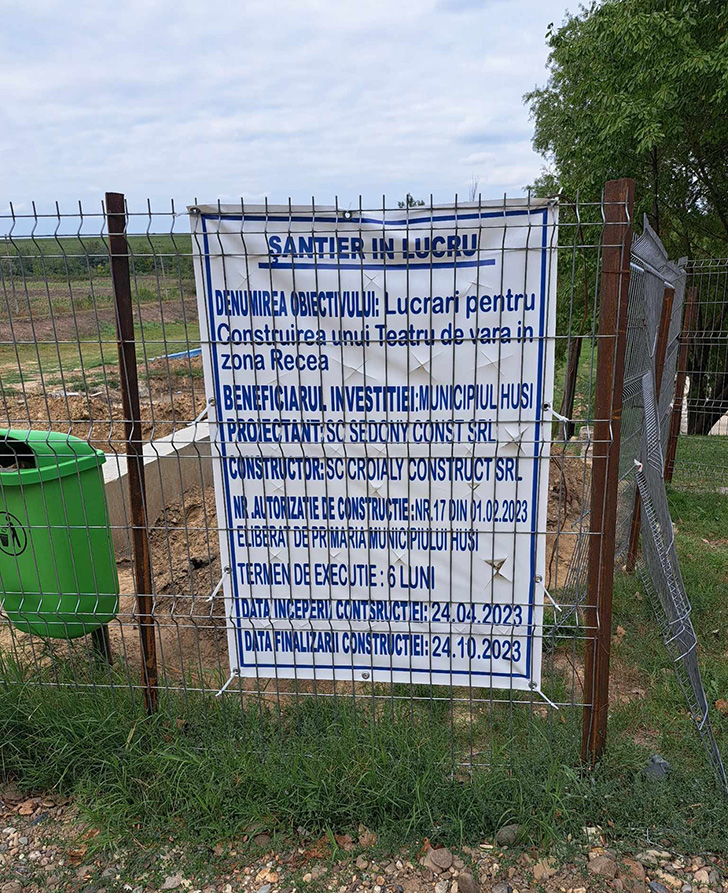 ŞANTIER IN LUCRU
DENUMIREA OBIECTIVULUI: Lucrari pentru
Construirea unui Teatru de vara in
zona Recea
BENEFICIARUL INVESTITIEI:MUNICIPIUL HUSI
PROIECTANT: SC SEDONY CONST SRL
CONSTRUCTOR: SC CROIALY CONSTRUCT SRL
NR .AUTORIZATIE DE CONSTRUCTIE: NR.17 DIN 01.02.2023
ELIBERAT DE PRIMARIA MUNICIPIULUI HUSI
TERMEN DE EXECUTIE : 6 LUNI
DATA INCEPERII CONTSRUCTIEI: 24.04.2023
DATA FINALIZARII CONSTRUCTIEI: 24.10.2023